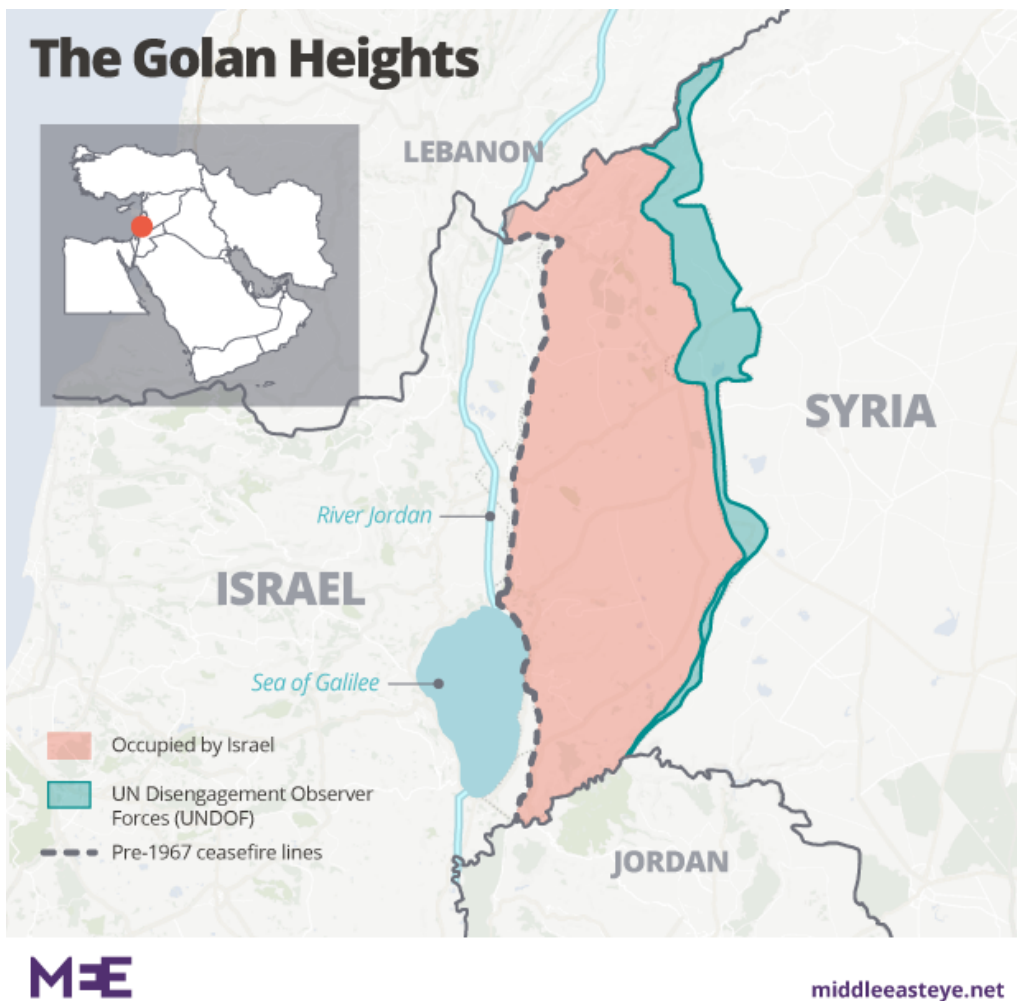 The Golan Heights
LEBANON
SYRIA
River Jordan
ISRAEL
Sea of Galilee
Occupied by Israel
UN Disengagement Observer
Forces (UNDOF)
Pre-1967 ceasefire lines
JORDAN
MEE
middleeasteye.net